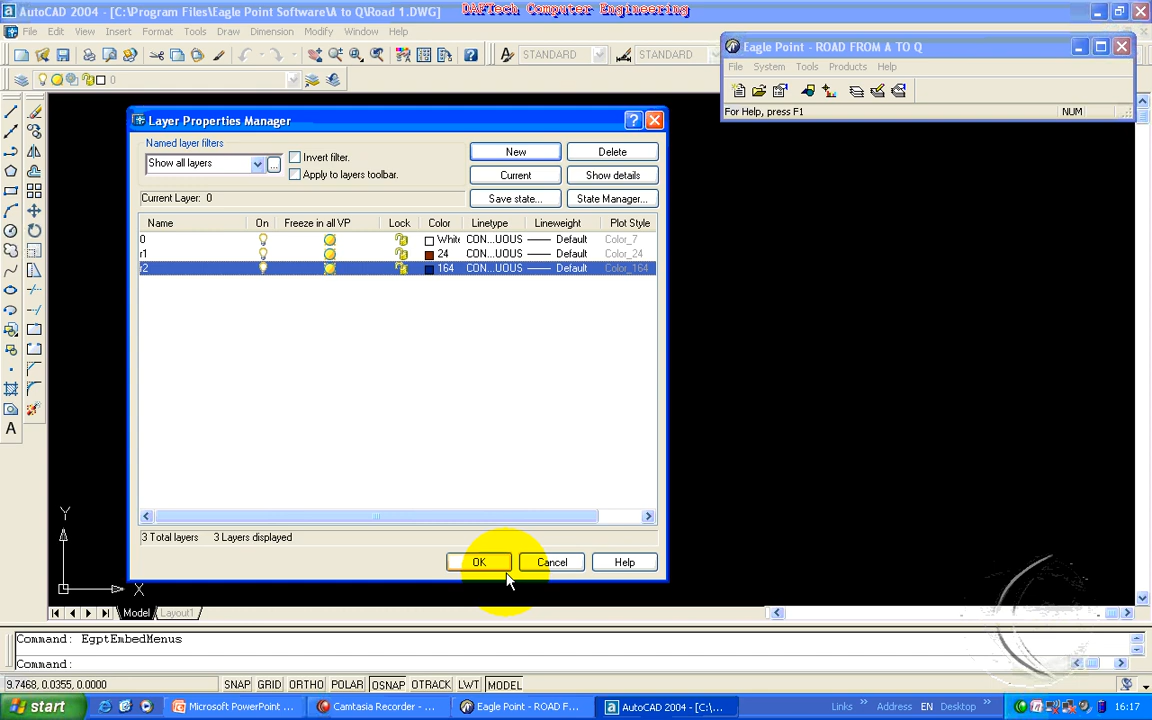 AutoCAD 2004 - [C:\Program Files\Eagle Point Software\A to Q\Road 1.DWG]
DAFTech Computer Engineering
File Edit View Insert Format Tools Draw Dimension Modify Window Help
STANDARD
STANDARD
0
Eagle Point - ROAD FROM A TO Q
File System Tools Products Help
For Help, press F1
NUM
Layer Properties Manager
Named layer filters
Show all layers
...
Invert filter.
Apply to layers toolbar.
New
Delete
Current
Show details
Save state...
State Manager...
Current Layer: 0
Name On Freeze in all VP Lock Color Linetype Lineweight Plot Style
0 White CON...UOUS Default Color_7
r1 24 CON...UOUS Default Color_24
r2 164 CON...UOUS Default Color_164
3 Total layers 3 Layers displayed
OK
Cancel
Help
Y
X
A
Model
Layout1
Command: EgptEmbedMenus
Command:
9.7468, 0.0355, 0.0000
SNAP GRID ORTHO POLAR OSNAP OTRACK LWT MODEL
start
Microsoft PowerPoint ...
Camtasia Recorder - ...
Eagle Point - ROAD F...
AutoCAD 2004 - [C:\...
Links
Address
EN
Desktop
16:17